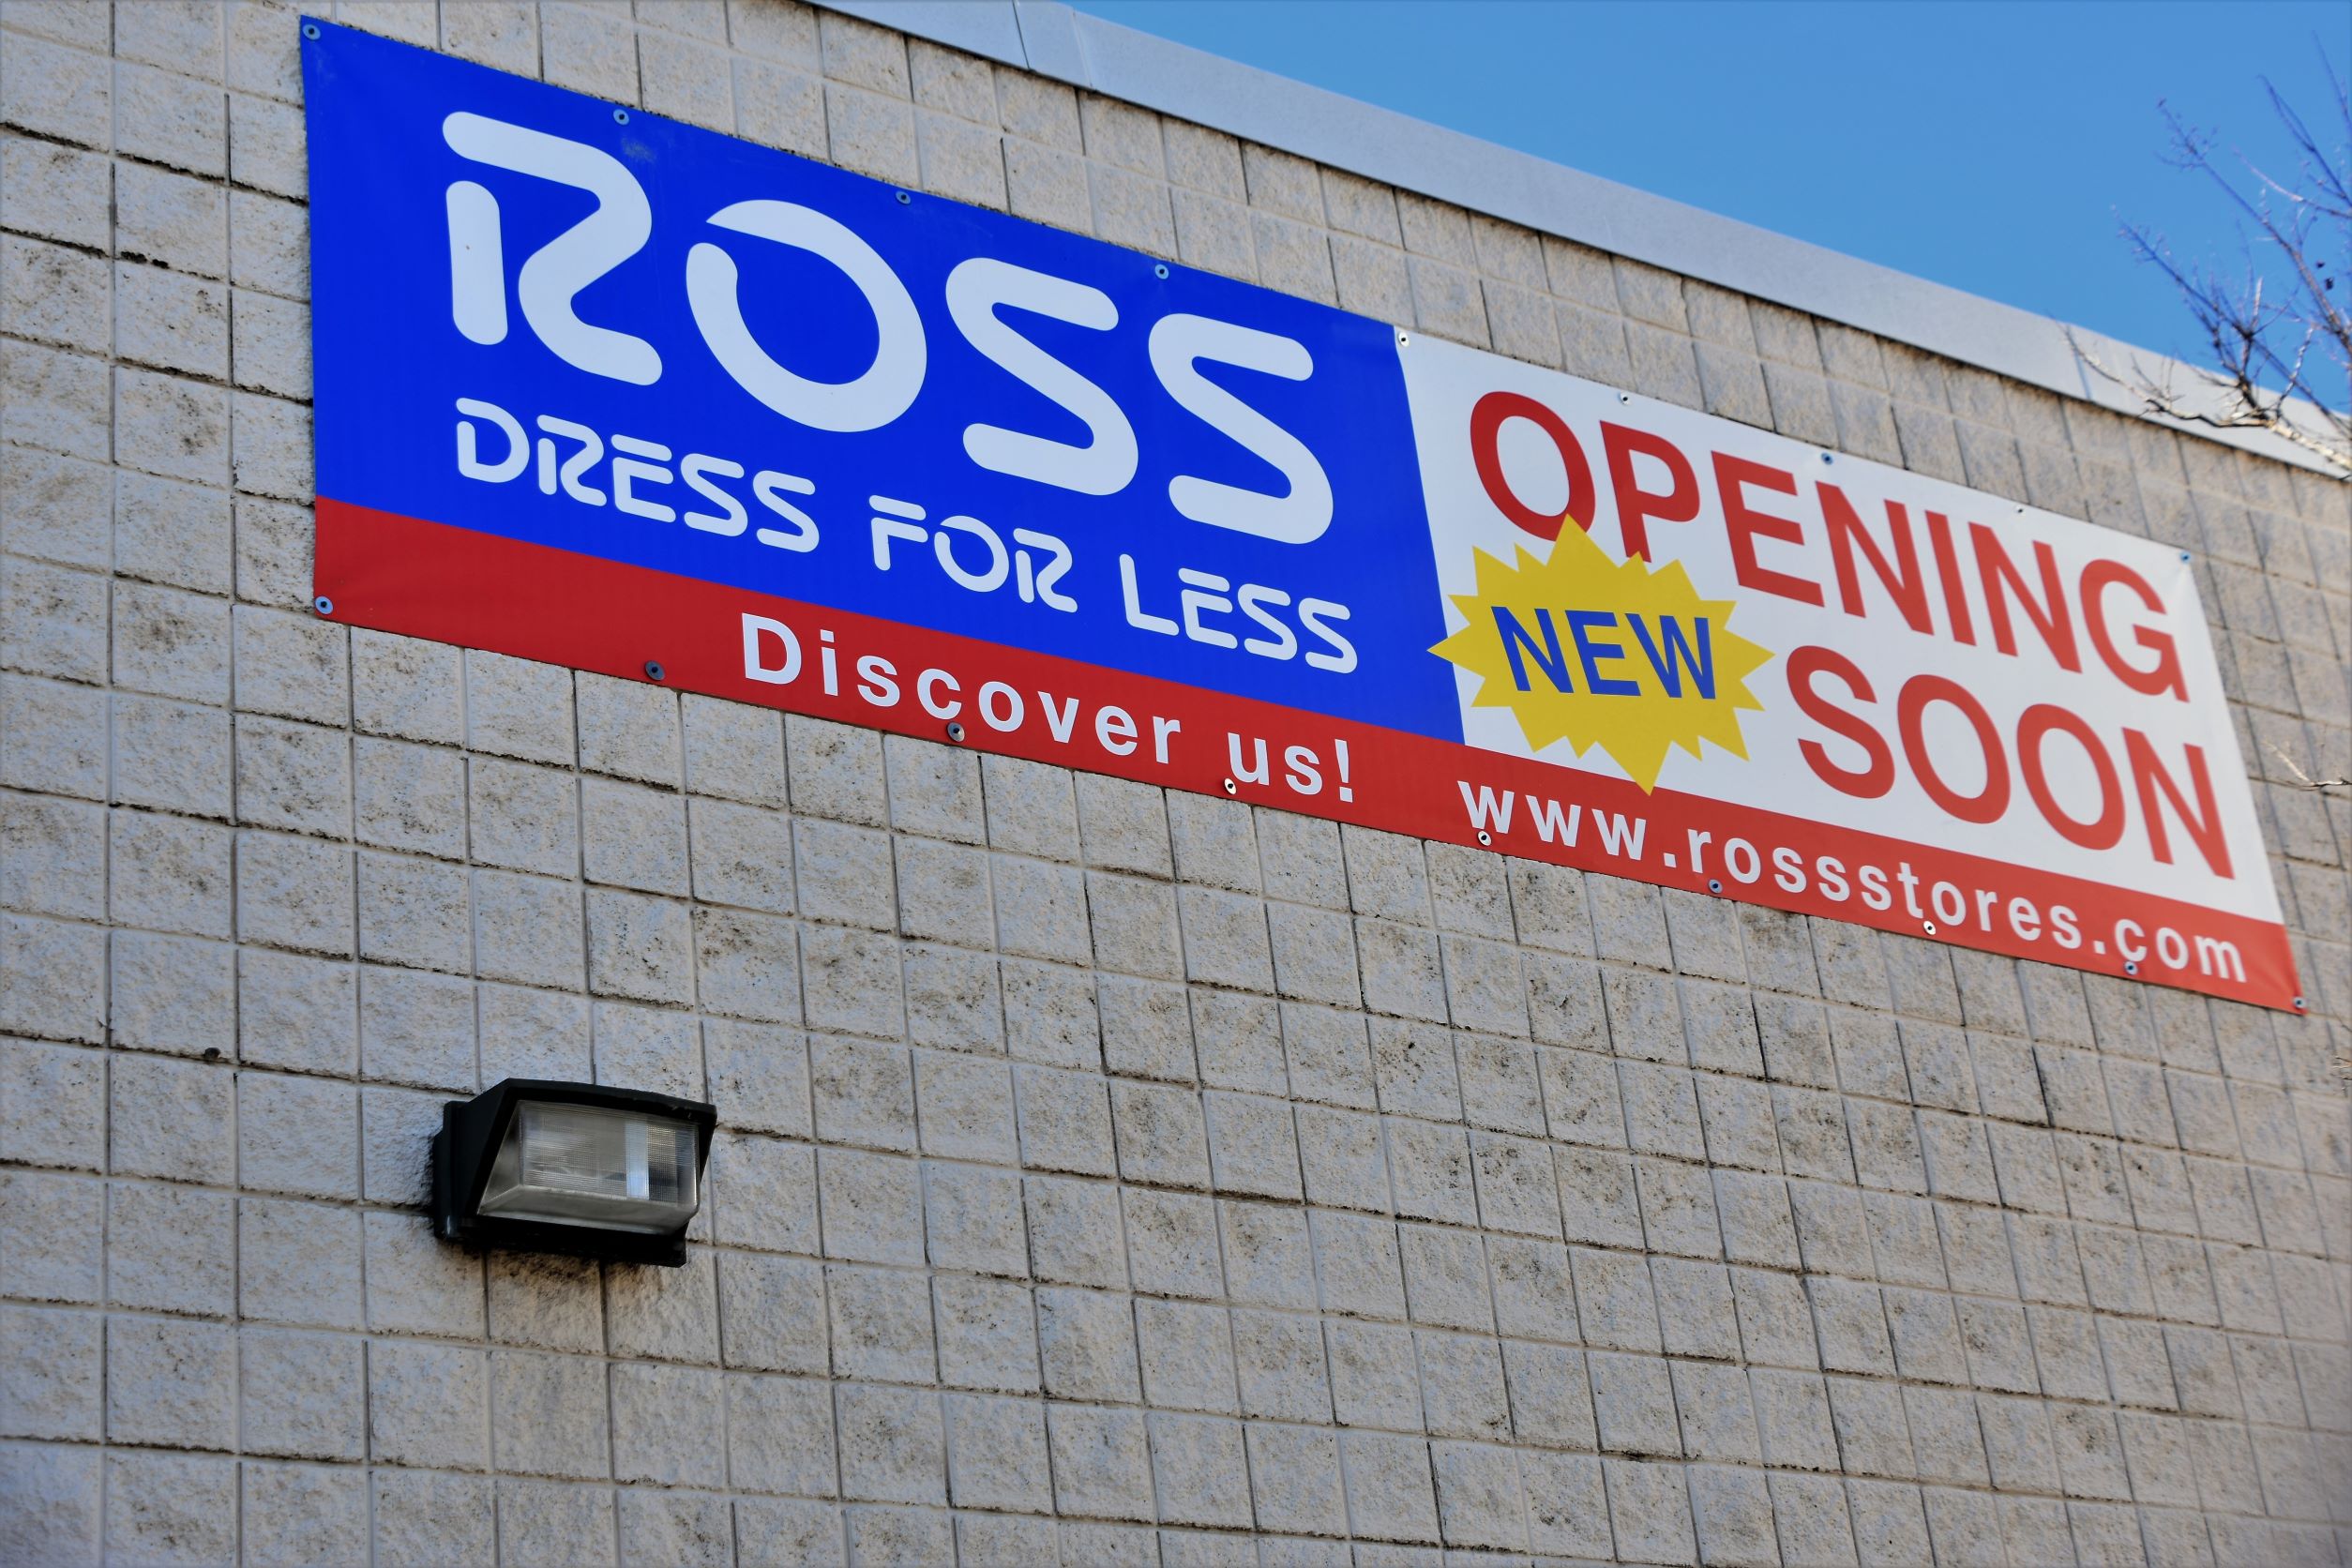 ROSS
DRESS FOR LESS
OPENING
NEW
SOON
Discover us!
www.rossstores.com